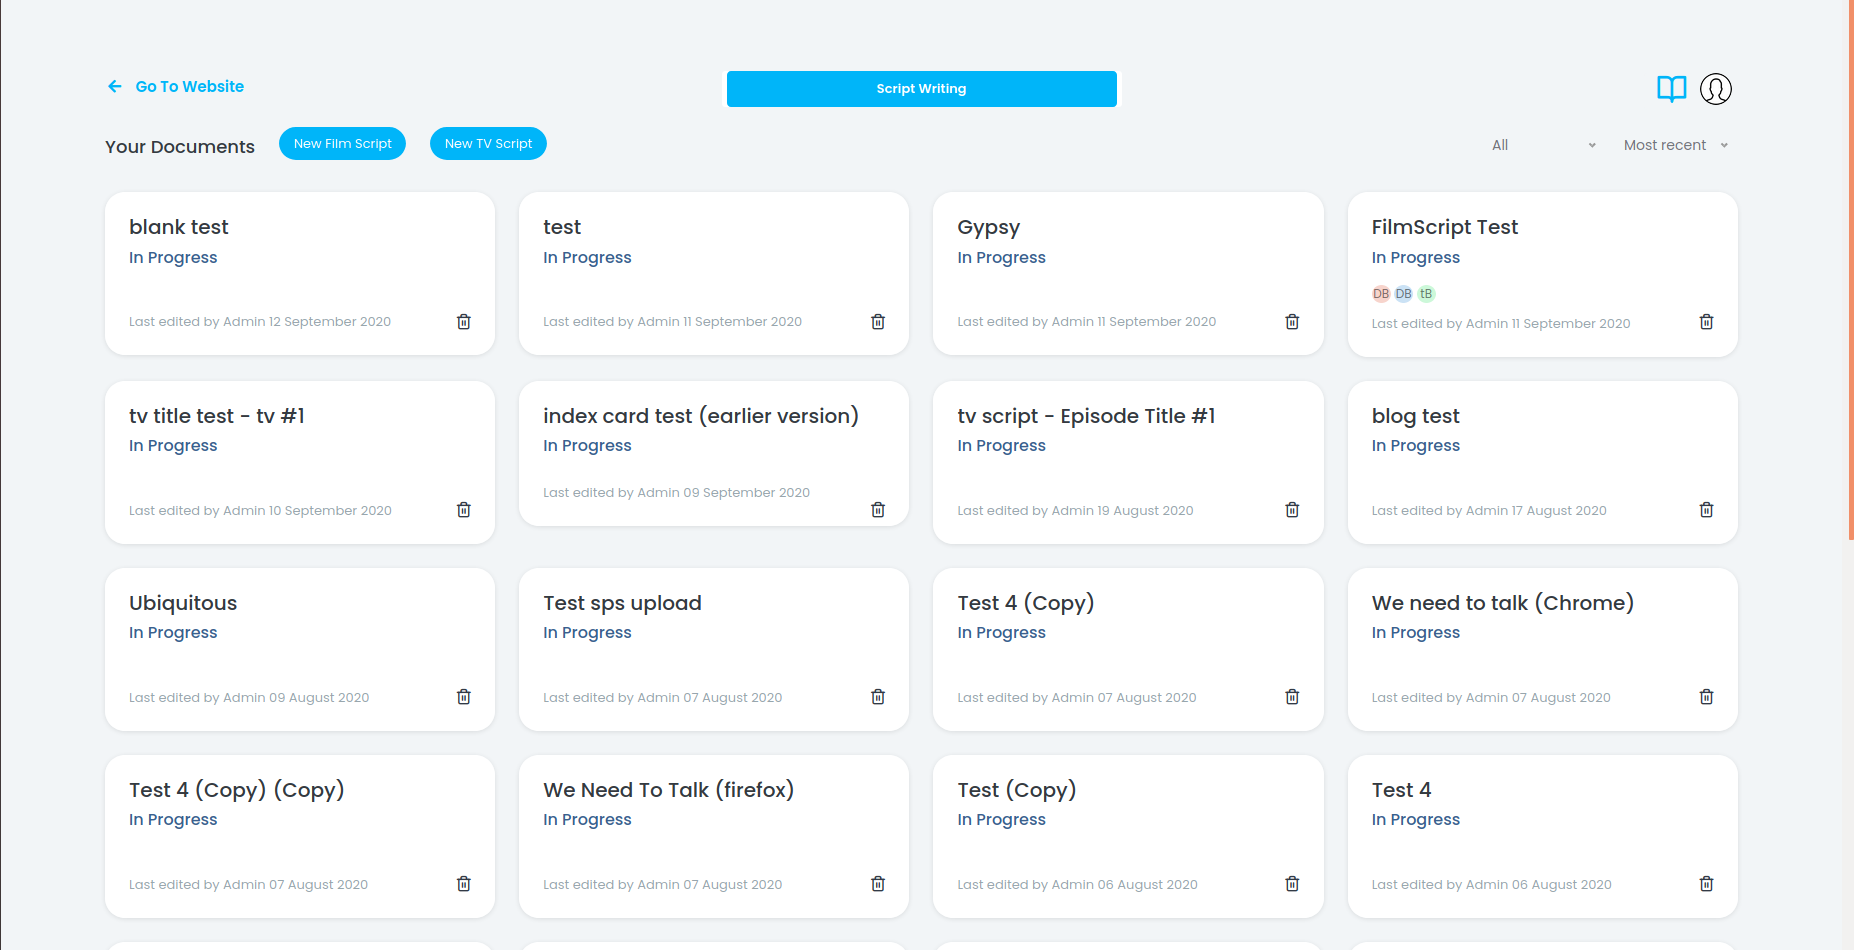 Go To Website
Script Writing
Your Documents
New Film Script
New TV Script
All
Most recent
blank test
In Progress
Last edited by Admin 12 September 2020
test
In Progress
Last edited by Admin 11 September 2020
Gypsy
In Progress
Last edited by Admin 11 September 2020
FilmScript Test
In Progress
DB DB tB
Last edited by Admin 11 September 2020
tv title test - tv #1
In Progress
Last edited by Admin 10 September 2020
index card test (earlier version)
In Progress
Last edited by Admin 09 September 2020
tv script - Episode Title #1
In Progress
Last edited by Admin 19 August 2020
blog test
In Progress
Last edited by Admin 17 August 2020
Ubiquitous
In Progress
Last edited by Admin 09 August 2020
Test sps upload
In Progress
Last edited by Admin 07 August 2020
Test 4 (Copy)
In Progress
Last edited by Admin 07 August 2020
We need to talk (Chrome)
In Progress
Last edited by Admin 07 August 2020
Test 4 (Copy) (Copy)
In Progress
Last edited by Admin 07 August 2020
We Need To Talk (firefox)
In Progress
Last edited by Admin 07 August 2020
Test (Copy)
In Progress
Last edited by Admin 06 August 2020
Test 4
In Progress
Last edited by Admin 06 August 2020